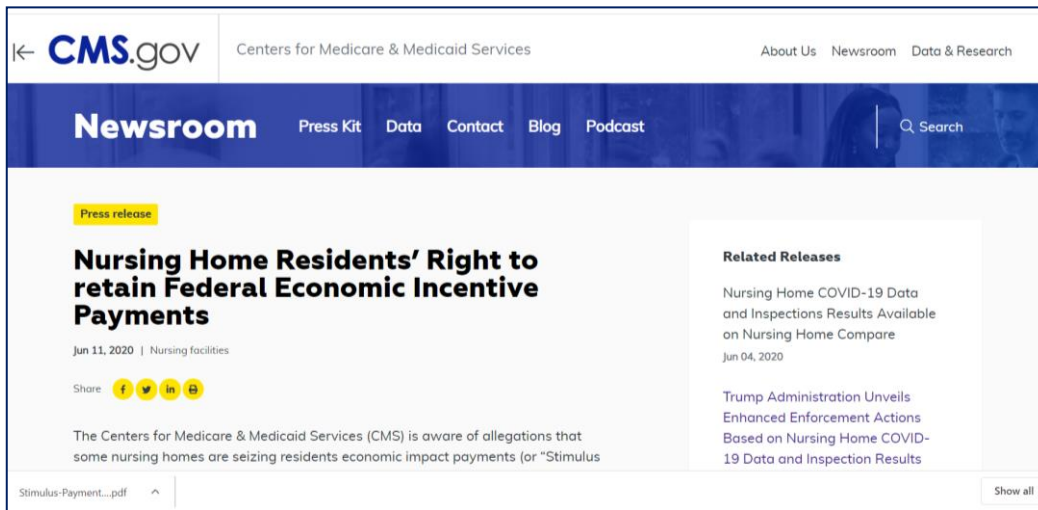 CMS.gov
Centers for Medicare & Medicaid Services
About Us Newsroom Data & Research
Newsroom
Press Kit Data Contact Blog Podcast
Search
Press release
Nursing Home Residents' Right to
retain Federal Economic Incentive
Payments
Jun 11, 2020 | Nursing facilities
Share
The Centers for Medicare & Medicaid Services (CMS) is aware of allegations that
some nursing homes are seizing residents economic impact payments (or “Stimulus
Related Releases
Nursing Home COVID-19 Data
and Inspections Results Available
on Nursing Home Compare
Jun 04, 2020
Trump Administration Unveils
Enhanced Enforcement Actions
Based on Nursing Home COVID-
19 Data and Inspection Results
Stimulus-Payment....pdf
Show all